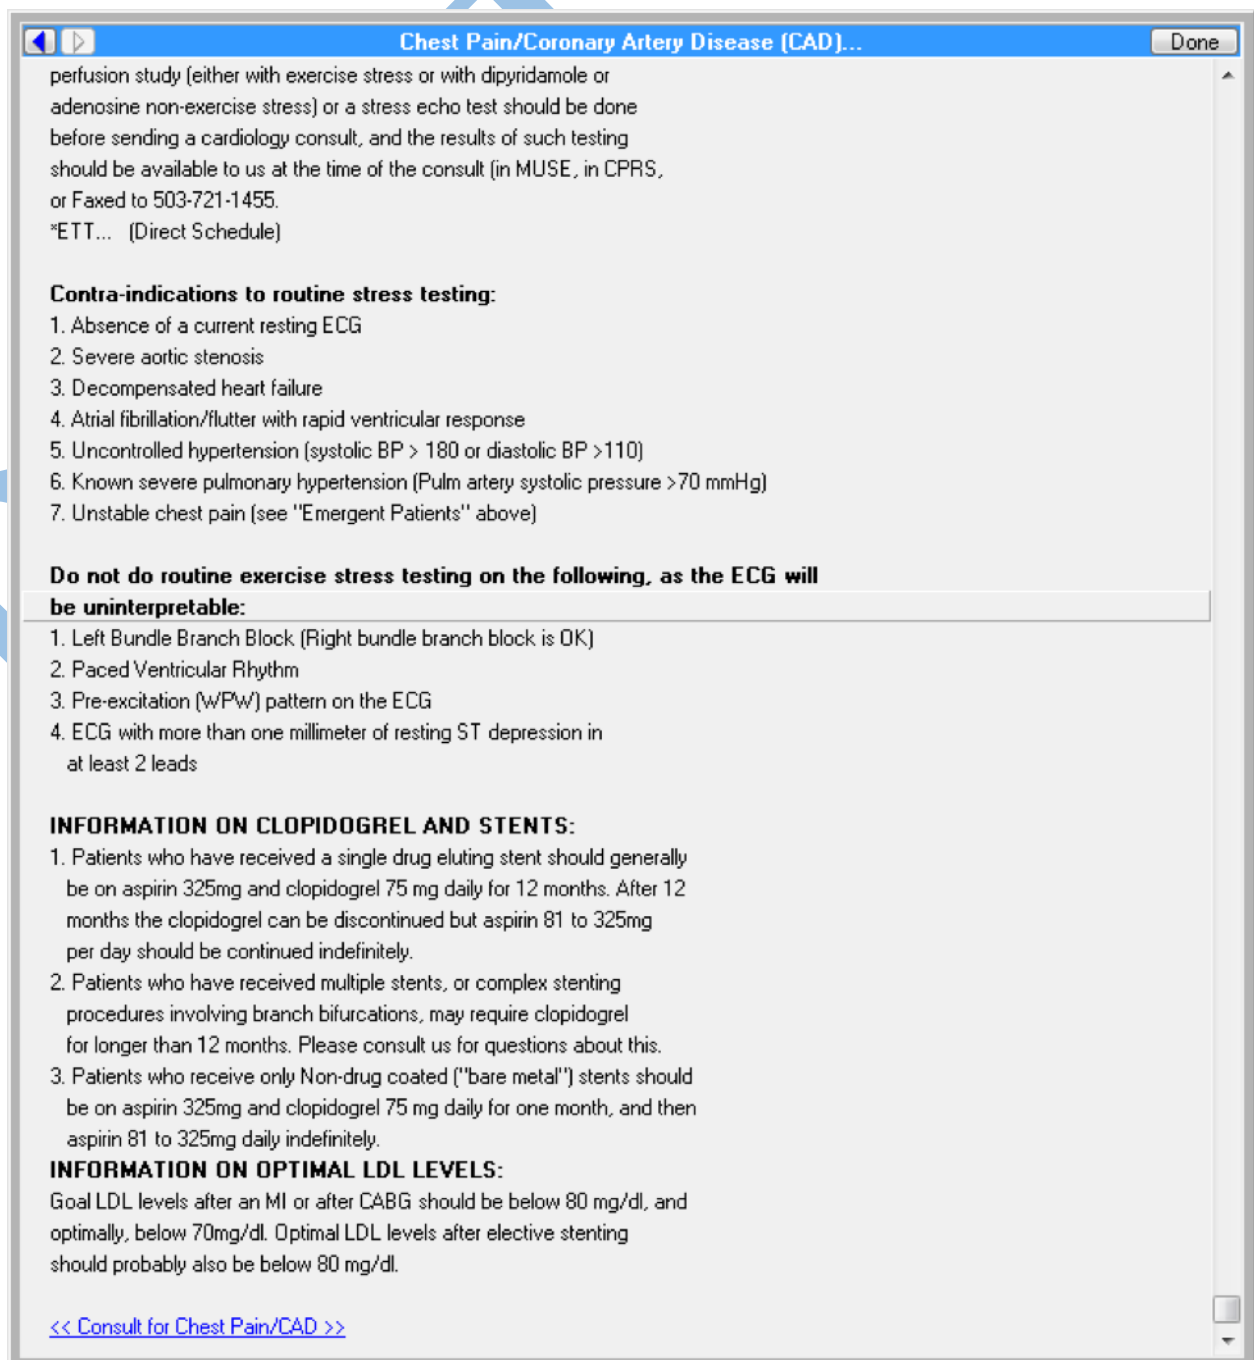 Chest Pain/Coronary Artery Disease (CAD)...
Done
perfusion study (either with exercise stress or with dipyridamole or
adenosine non-exercise stress) or a stress echo test should be done
before sending a cardiology consult, and the results of such testing
should be available to us at the time of the consult (in MUSE, in CPRS,
or Faxed to 503-721-1455.
*ETT... (Direct Schedule)
Contra-indications to routine stress testing:
1. Absence of a current resting ECG
2. Severe aortic stenosis
3. Decompensated heart failure
4. Atrial fibrillation/flutter with rapid ventricular response
5. Uncontrolled hypertension (systolic BP > 180 or diastolic BP >110)
6. Known severe pulmonary hypertension (Pulm artery systolic pressure >70 mmHg)
7. Unstable chest pain (see "Emergent Patients" above)
Do not do routine exercise stress testing on the following, as the ECG will
be uninterpretable:
1. Left Bundle Branch Block (Right bundle branch block is OK)
2. Paced Ventricular Rhythm
3. Pre-excitation (WPW) pattern on the ECG
4. ECG with more than one millimeter of resting ST depression in
at least 2 leads
INFORMATION ON CLOPIDOGREL AND STENTS:
1. Patients who have received a single drug eluting stent should generally
be on aspirin 325mg and clopidogrel 75 mg daily for 12 months. After 12
months the clopidogrel can be discontinued but aspirin 81 to 325mg
per day should be continued indefinitely.
2. Patients who have received multiple stents, or complex stenting
procedures involving branch bifurcations, may require clopidogrel
for longer than 12 months. Please consult us for questions about this.
3. Patients who receive only Non-drug coated ("bare metal") stents should
be on aspirin 325mg and clopidogrel 75 mg daily for one month, and then
aspirin 81 to 325mg daily indefinitely.
INFORMATION ON OPTIMAL LDL LEVELS:
Goal LDL levels after an MI or after CABG should be below 80 mg/dl, and
optimally, below 70mg/dl. Optimal LDL levels after elective stenting
should probably also be below 80 mg/dl.
<< Consult for Chest Pain/CAD >>